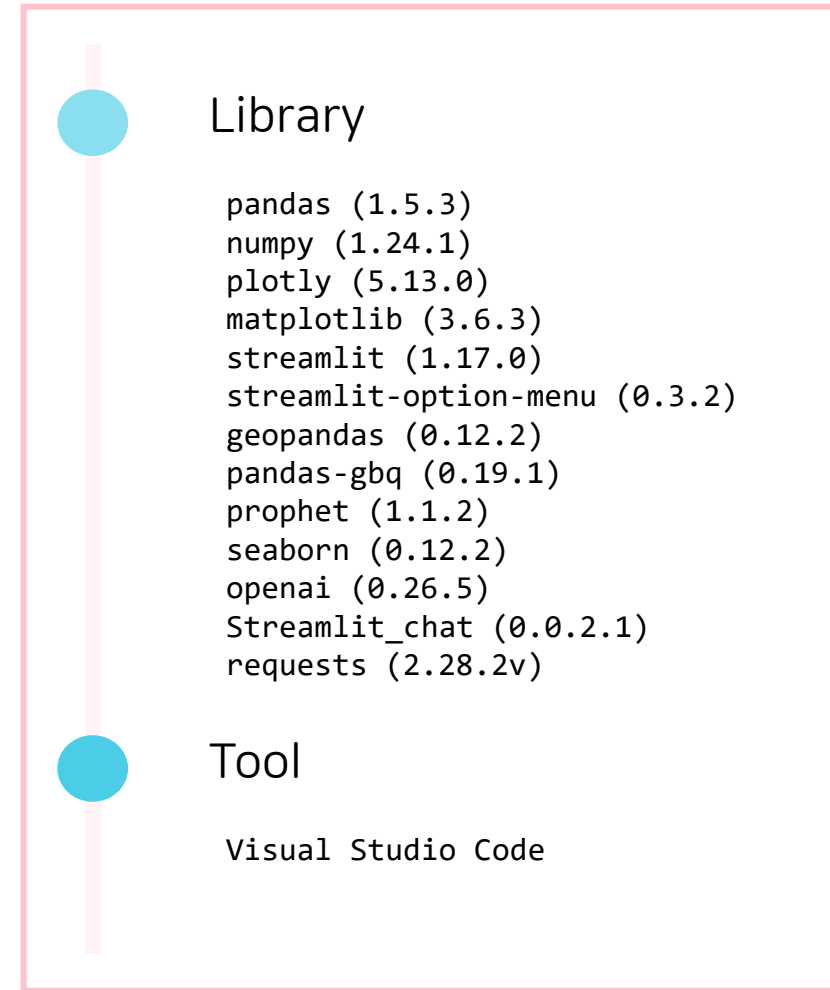 Library
pandas (1.5.3)
numpy (1.24.1)
plotly (5.13.0)
matplotlib (3.6.3)
streamlit (1.17.0)
streamlit-option-menu (0.3.2)
geopandas (0.12.2)
pandas-gbq (0.19.1)
prophet (1.1.2)
seaborn (0.12.2)
openai (0.26.5)
Streamlit_chat (0.0.2.1)
requests (2.28.2v)
Tool
Visual Studio Code